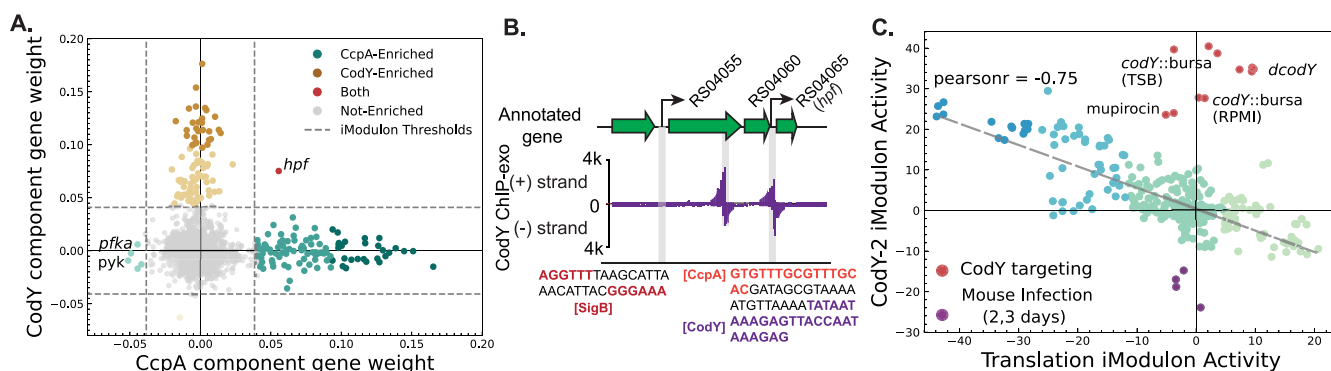 A.
0.20
0.15
0.10
0.05
0.00
−0.05
−0.05
0.00
0.05
0.10
0.15
0.20
CodY component gene weight
CcpA component gene weight
CcpA-Enriched
CodY-Enriched
Both
Not-Enriched
iModulon Thresholds
hpf
pfka
pyk
B.
RS04055
RS04060
RS04065
(hpf)
Annotated
gene
CodY ChIP-exo
4k
(+) strand
0
(-) strand
4k
AGGTTTTAAGCATTA
AACATTACGGGAAA
[SigB]
[CcpA]
GTGTTTGCGTTTGC
ACGATAGCGTAAAA
ATGTTAAAATATAAT
[CodY]
AAAGAGTTACCAAT
AAAGAG
C.
CodY-2 iModulon Activity
40
30
20
10
0
−10
−20
−30
−40
−30
−20
−10
0
10
20
Translation iModulon Activity
pearsonr = -0.75
codY::bursa
(TSB)
dcodY
mupirocin
codY::bursa
(RPMI)
CodY targeting
Mouse Infection
(2,3 days)